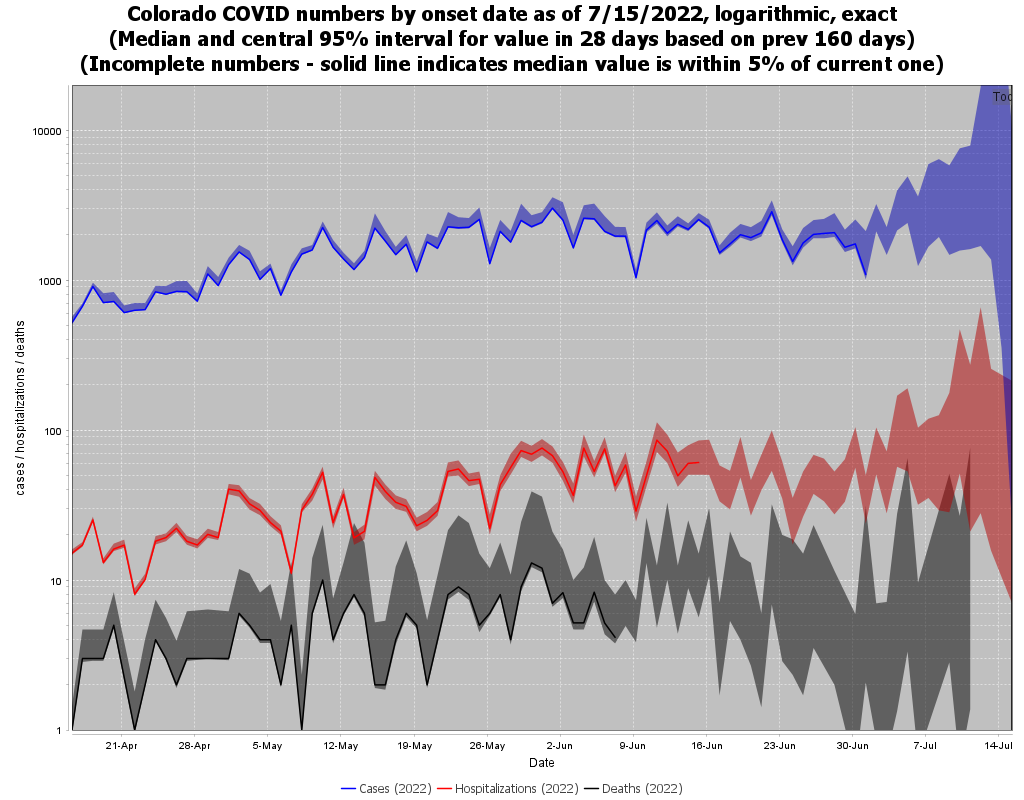 Colorado COVID numbers by onset date as of 7/15/2022, logarithmic, exact
(Median and central 95% interval for value in 28 days based on prev 160 days)
(Incomplete numbers - solid line indicates median value is within 5% of current one)
Tod
10000
1000
100
10
1
cases / hospitalizations / deaths
21-Apr 28-Apr 5-May 12-May 19-May 26-May 2-Jun 9-Jun 16-Jun 23-Jun 30-Jun 7-Jul 14-Jul
Date
Cases (2022) Hospitalizations (2022) Deaths (2022)